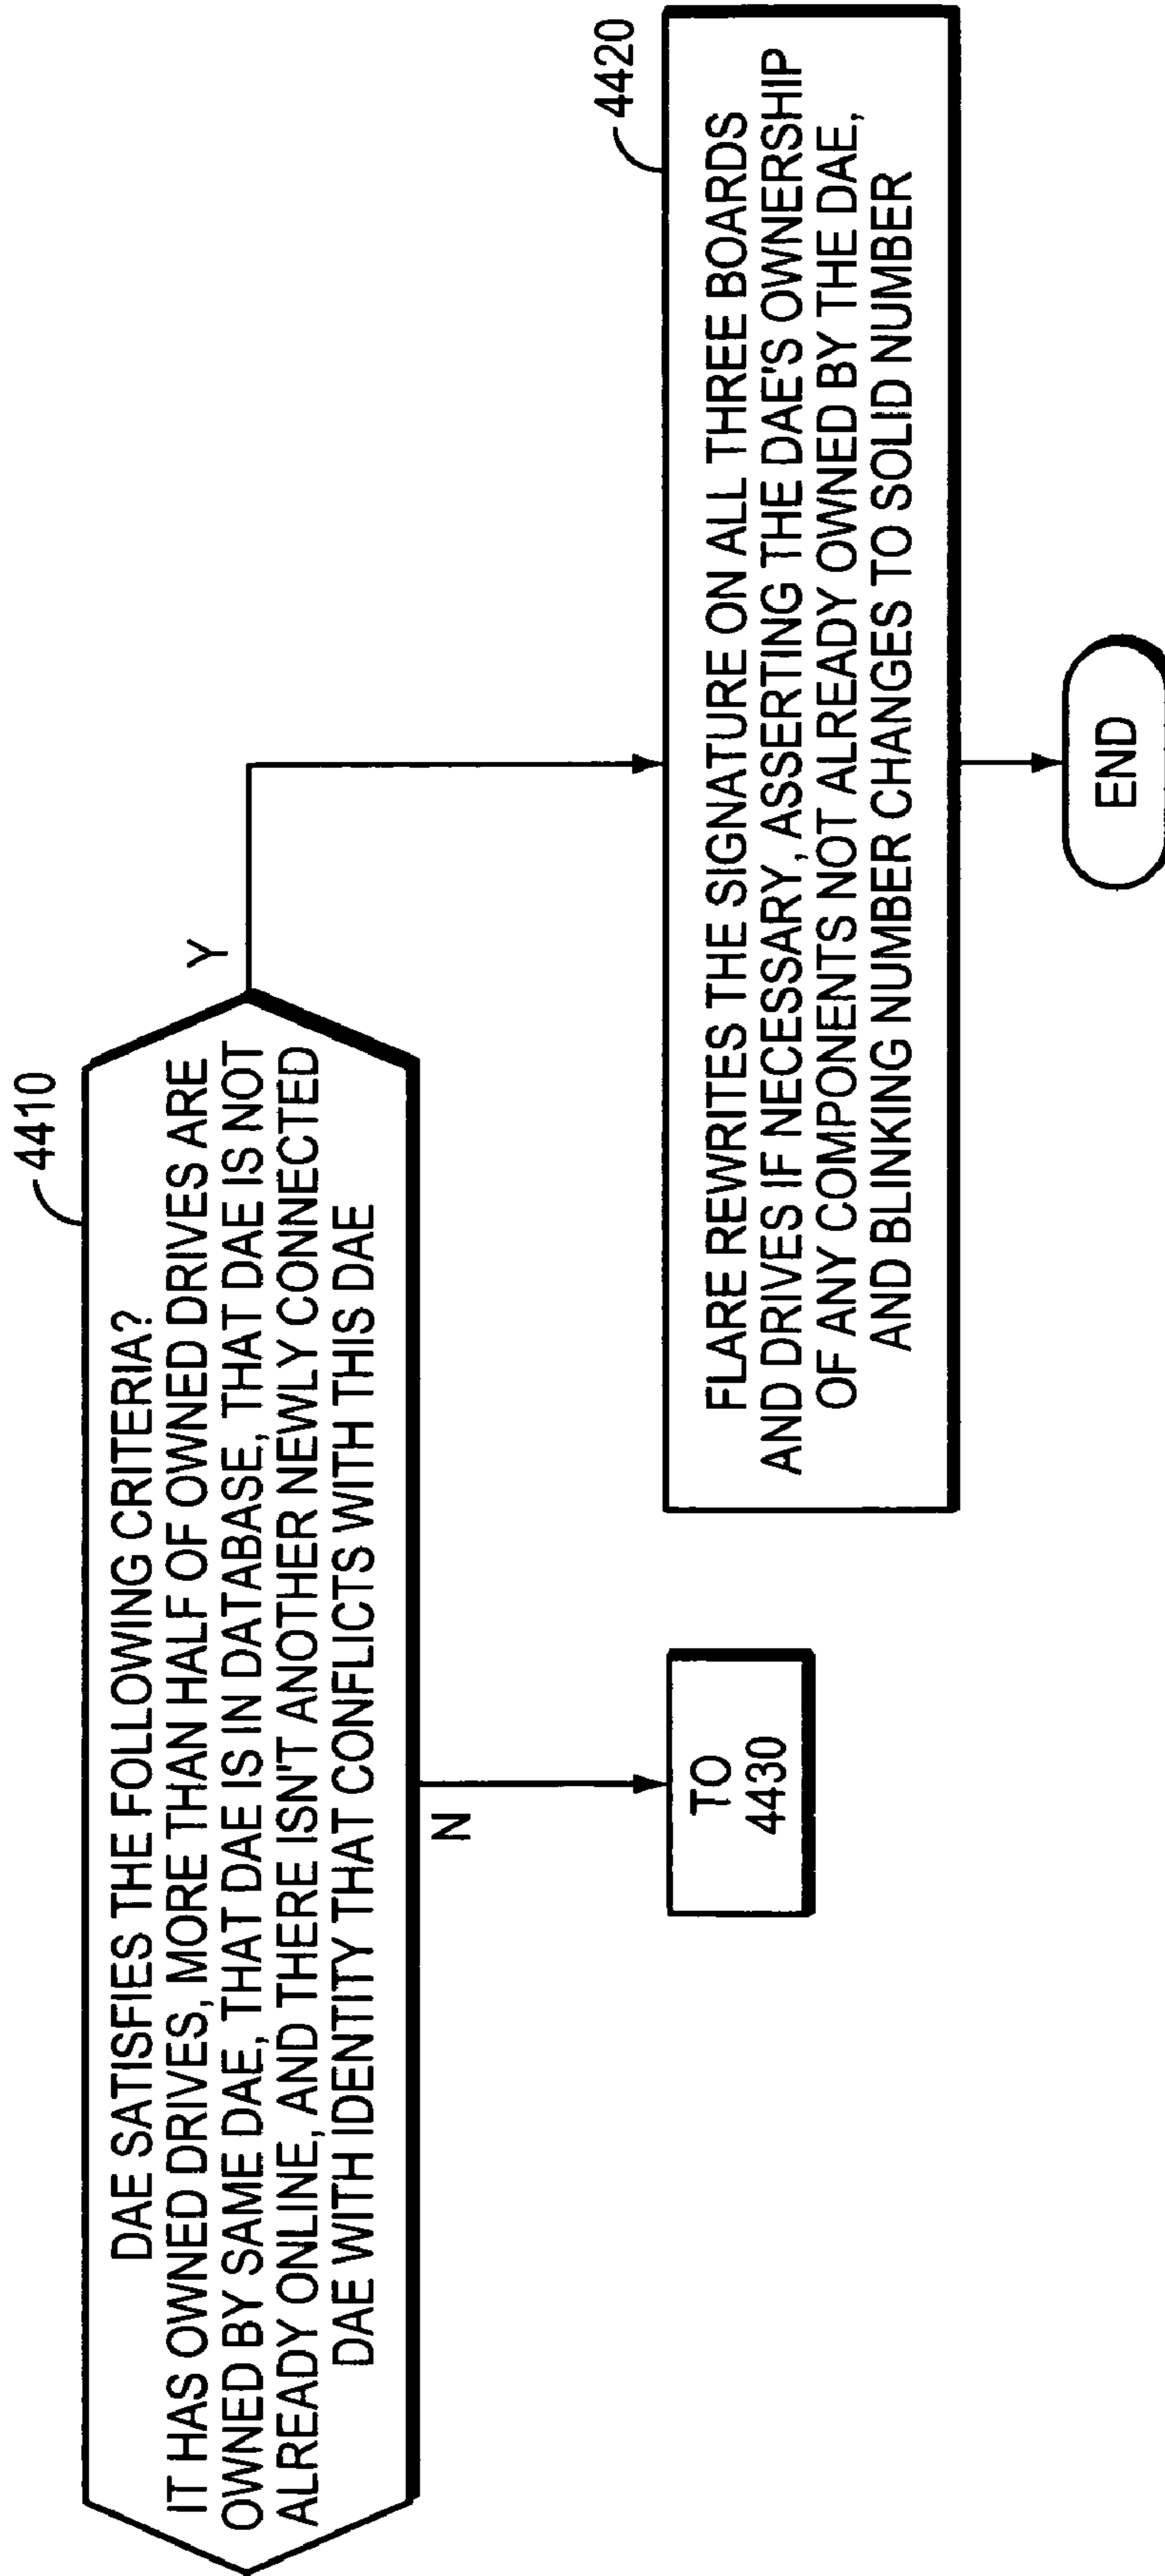 4410
DAE SATISFIES THE FOLLOWING CRITERIA?
IT HAS OWNED DRIVES, MORE THAN HALF OF OWNED DRIVES ARE
OWNED BY SAME DAE, THAT DAE IS IN DATABASE, THAT DAE IS NOT
ALREADY ONLINE, AND THERE ISN'T ANOTHER NEWLY CONNECTED
DAE WITH IDENTITY THAT CONFLICTS WITH THIS DAE
Y
N
TO
4430
4420
FLARE REWRITES THE SIGNATURE ON ALL THREE BOARDS
AND DRIVES IF NECESSARY, ASSERTING THE DAE'S OWNERSHIP
OF ANY COMPONENTS NOT ALREADY OWNED BY THE DAE,
AND BLINKING NUMBER CHANGES TO SOLID NUMBER
END